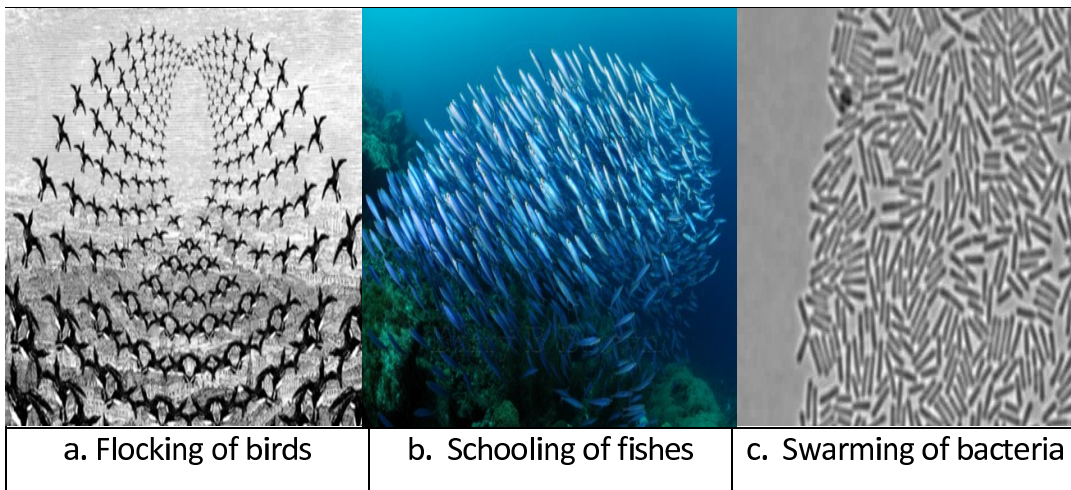 a. Flocking of birds
b. Schooling of fishes
c. Swarming of bacteria